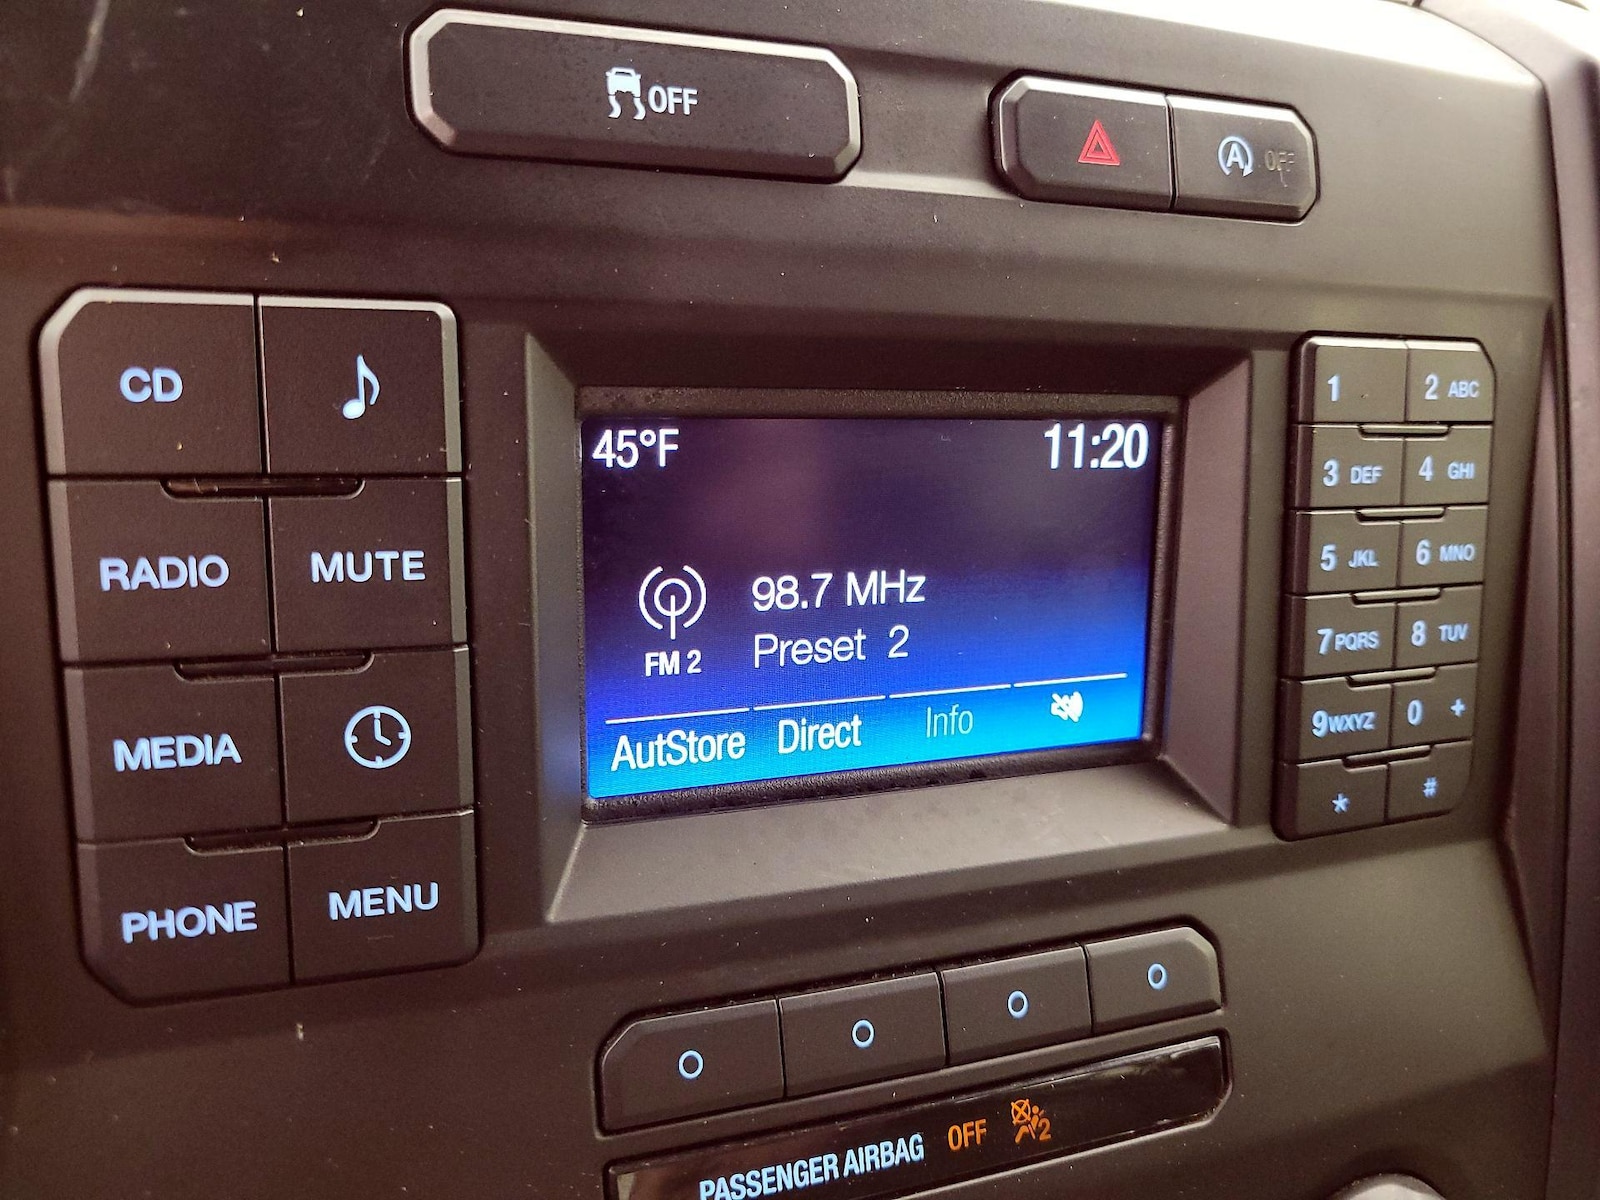 OFF
A OFF
CD
RADIO MUTE
MEDIA
PHONE MENU
45°F 11:20
98.7 MHz
FM 2 Preset 2
AutStore Direct Info
1 2 ABC
3 DEF 4 GHI
5 JKL 6 MNO
7 PQRS 8 TUV
9 WXYZ 0 +
* #
PASSENGER AIRBAG OFF 2